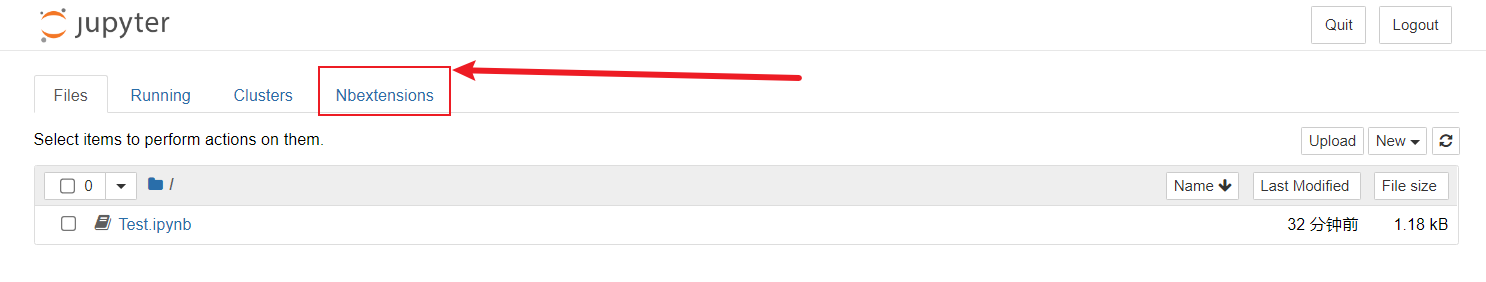 jupyter Quit Logout
Files Running Clusters Nbextensions
Select items to perform actions on them. Upload New
0 / Name Last Modified File size
Test.ipynb 32 分钟前 1.18 kB